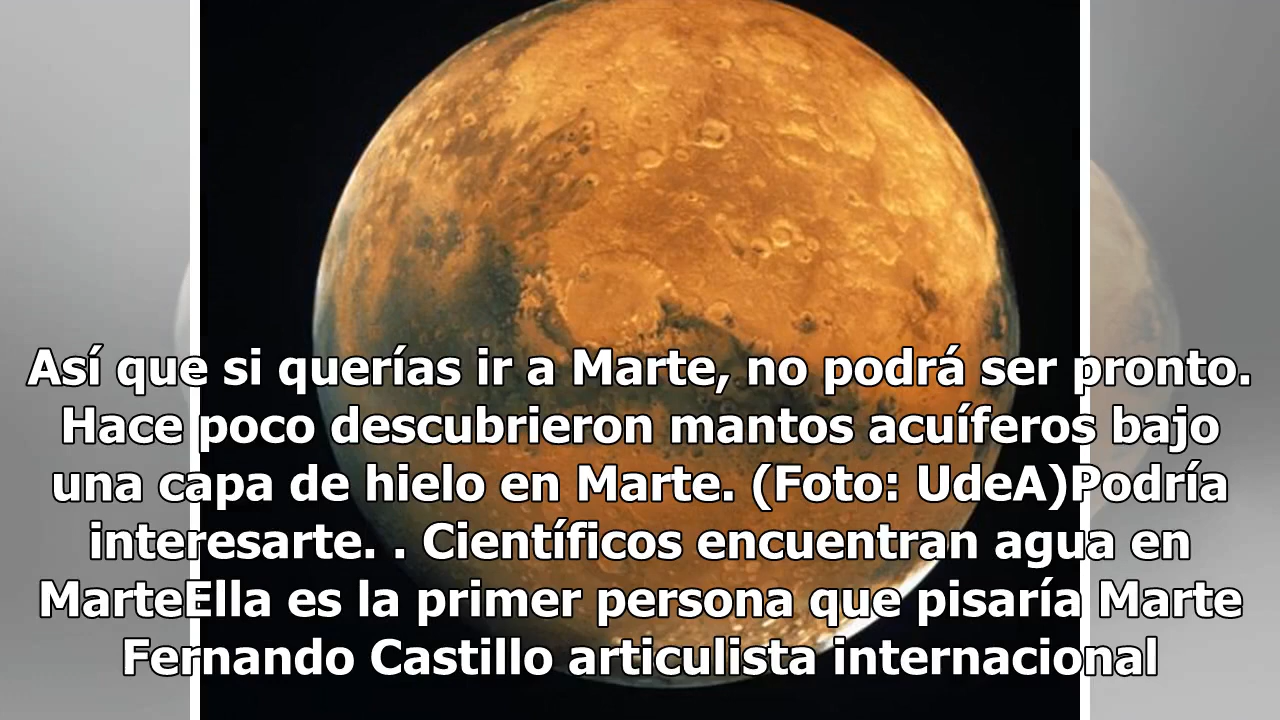 Así que si querías ir a Marte, no podrá ser pronto.
Hace poco descubrieron mantos acuíferos bajo
una capa de hielo en Marte. (Foto: UdeA)Podría
interesarte. . Científicos encuentran agua en
MarteElla es la primer persona que pisaría Marte
Fernando Castillo articulista internacional